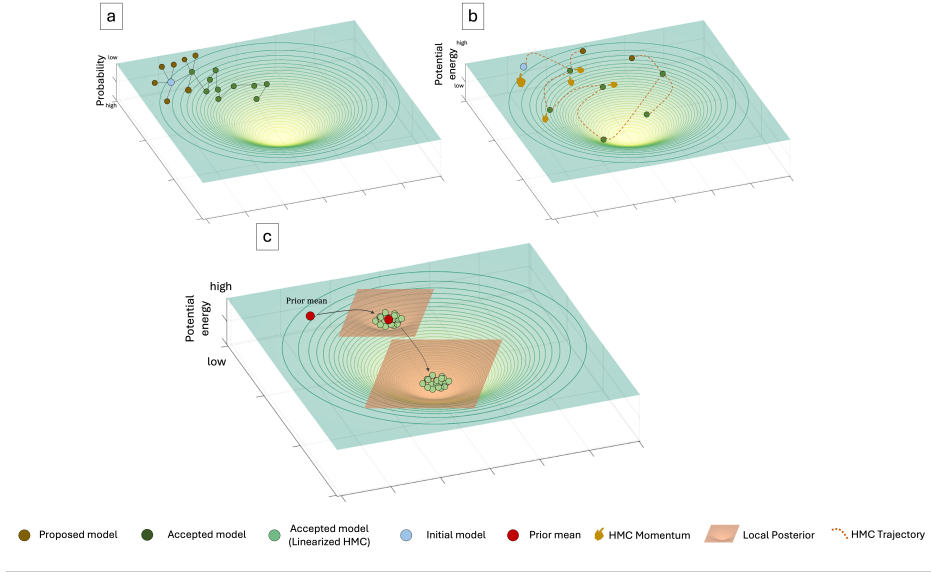 a
Probability
low
high
b
Potential
energy
high
low
c
Potential
energy
high
low
Prior mean
Proposed model
Accepted model
Accepted model
(Linearized HMC)
Initial model
Prior mean
HMC Momentum
Local Posterior
HMC Trajectory